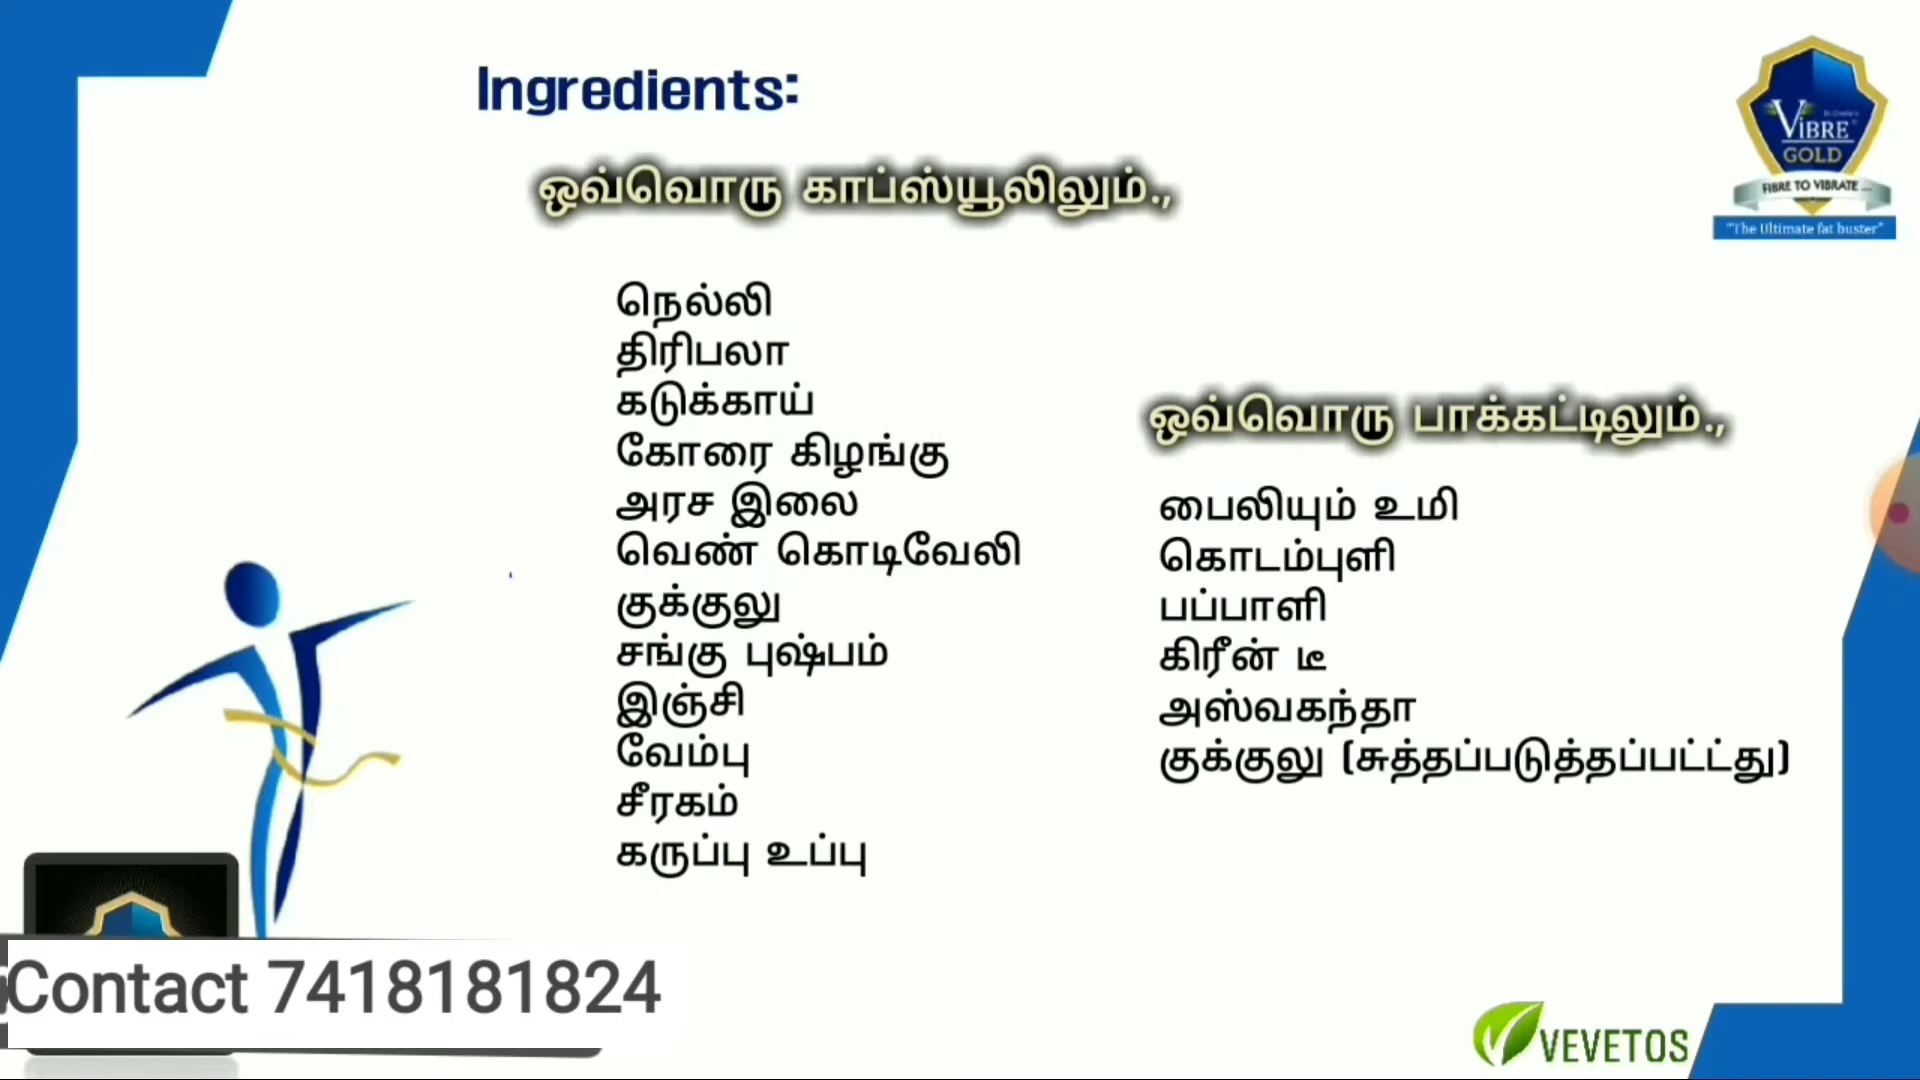 Ingredients:
ஒவ்வொரு காப்ஸ்யூலிலும்.,
நெல்லி
திரிபலா
கடுக்காய்
கோரை கிழங்கு
அரச இலை
வெண் கொடிவேலி
குக்குலு
சங்கு புஷ்பம்
இஞ்சி
வேம்பு
சீரகம்
கருப்பு உப்பு
ஒவ்வொரு பாக்கட்டிலும்.,
பைலியும் உமி
கொடம்புளி
பப்பாளி
கிரீன் டீ
அஸ்வகந்தா
குக்குலு (சுத்தப்படுத்தப்பட்ட்து)
VIBRE
GOLD
FIBRE TO VIBRATE ...
"The Ultimate fat buster"
Contact 7418181824
VEVETOS